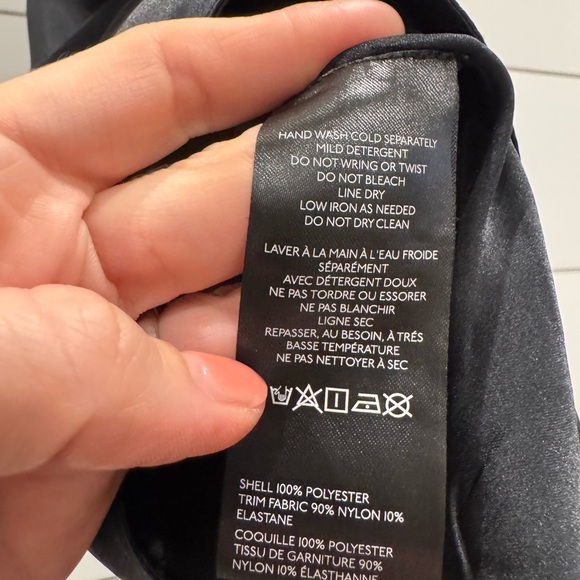 HAND WASH COLD SEPARATELY
MILD DETERGENT
DO NOT WRING OR TWIST
DO NOT BLEACH
LINE DRY
LOW IRON AS NEEDED
DO NOT DRY CLEAN
LAVER À LA MAIN À L'EAU FROIDE
SÉPARÉMENT
AVEC DÉTERGENT DOUX
NE PAS TORDRE OU ESSORER
NE PAS BLANCHIR
LIGNE SEC
REPASSER, AU BESOIN, À TRÉS
BASSE TEMPÉRATURE
NE PAS NETTOYER À SEC
SHELL 100% POLYESTER
TRIM FABRIC 90% NYLON 10%
ELASTANE
COQUILLE 100% POLYESTER
TISSU DE GARNITURE 90%
NYLON 10% ÉLASTHANNE